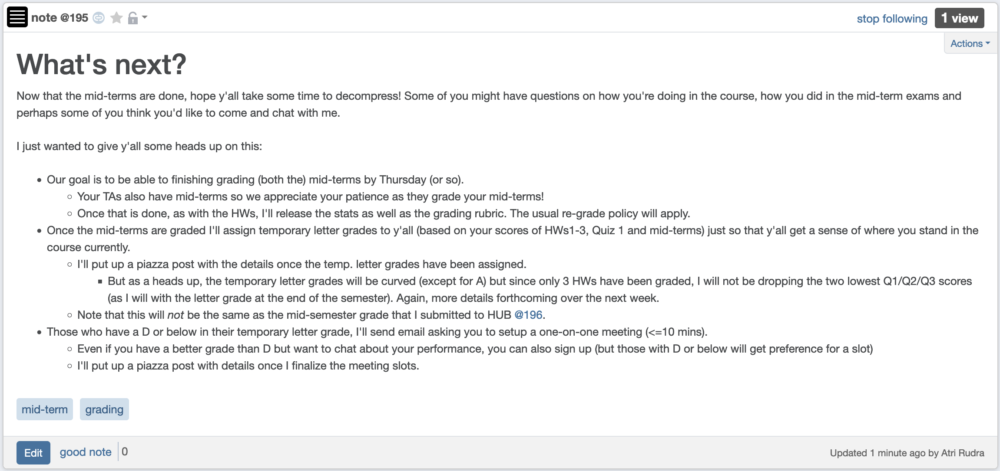 note @195
stop following
1 view
Actions
What's next?
Now that the mid-terms are done, hope y'all take some time to decompress! Some of you might have questions on how you're doing in the course, how you did in the mid-term exams and
perhaps some of you think you'd like to come and chat with me.
I just wanted to give y'all some heads up on this:
Our goal is to be able to finishing grading (both the) mid-terms by Thursday (or so).
Your TAs also have mid-terms so we appreciate your patience as they grade your mid-terms!
Once that is done, as with the HWs, I'll release the stats as well as the grading rubric. The usual re-grade policy will apply.
Once the mid-terms are graded I'll assign temporary letter grades to y'all (based on your scores of HWs1-3, Quiz 1 and mid-terms) just so that y'all get a sense of where you stand in the
course currently.
I'll put up a piazza post with the details once the temp. letter grades have been assigned.
But as a heads up, the temporary letter grades will be curved (except for A) but since only 3 HWs have been graded, I will not be dropping the two lowest Q1/Q2/Q3 scores
(as I will with the letter grade at the end of the semester). Again, more details forthcoming over the next week.
Note that this will not be the same as the mid-semester grade that I submitted to HUB @196.
Those who have a D or below in their temporary letter grade, I'll send email asking you to setup a one-on-one meeting (<=10 mins).
Even if you have a better grade than D but want to chat about your performance, you can also sign up (but those with D or below will get preference for a slot)
I'll put up a piazza post with details once I finalize the meeting slots.
mid-term
grading
Edit
good note
0
Updated 1 minute ago by Atri Rudra